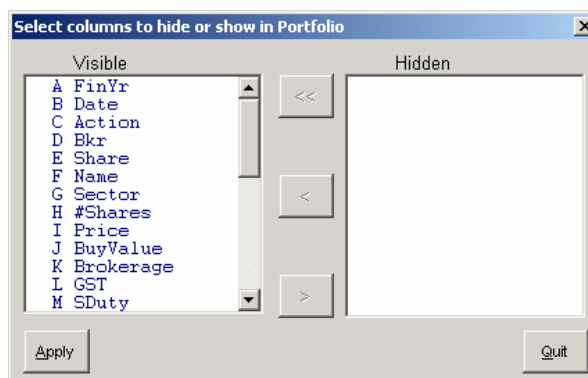 Select columns to hide or show in Portfolio
Visible
Hidden
A FinYr
B Date
C Action
D Bkr
E Share
F Name
G Sector
H #Shares
I Price
J BuyValue
K Brokerage
L GST
M SDuty
<<
<
>
Apply
Quit